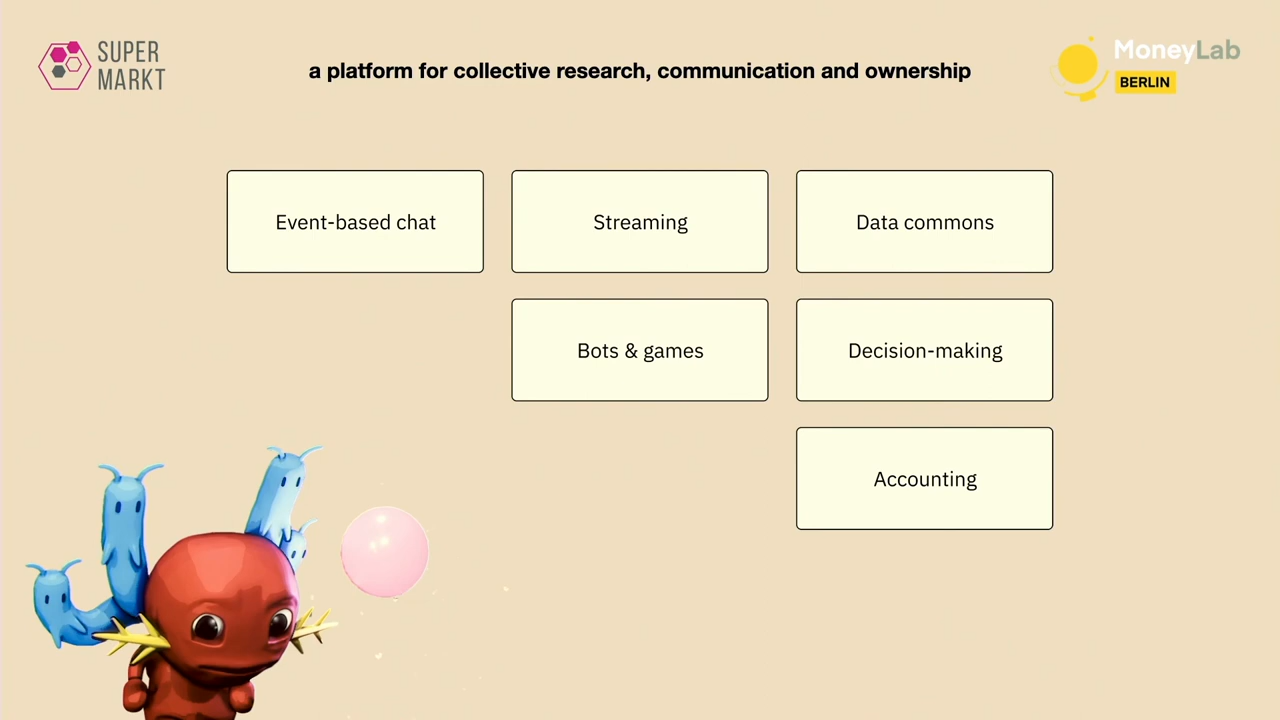 SUPER
MARKT
a platform for collective research, communication and ownership
MoneyLab
BERLIN
Event-based chat
Streaming
Data commons
Bots & games
Decision-making
Accounting